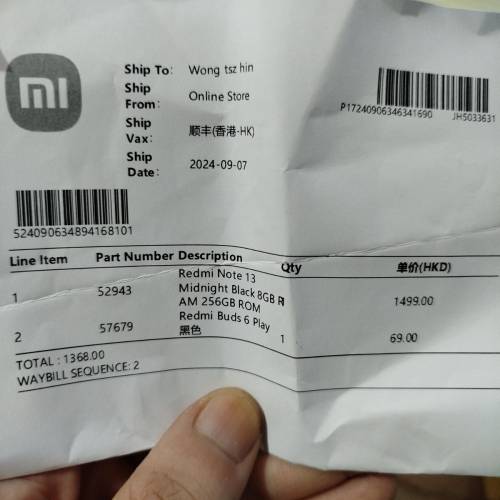 mi
Ship To: Wong tsz hin
Ship From: Online Store
Ship Vax: 顺丰(香港-HK)
Ship Date: 2024-09-07
P17240906346341690 JH5033631
524090634894168101
Line Item Part Number Description Qty 单价(HKD)
1 52943 Redmi Note 13 Midnight Black 8GB R 1499.00
AM 256GB ROM
2 57679 Redmi Buds 6 Play 黑色 1 69.00
TOTAL : 1368.00
WAYBILL SEQUENCE: 2